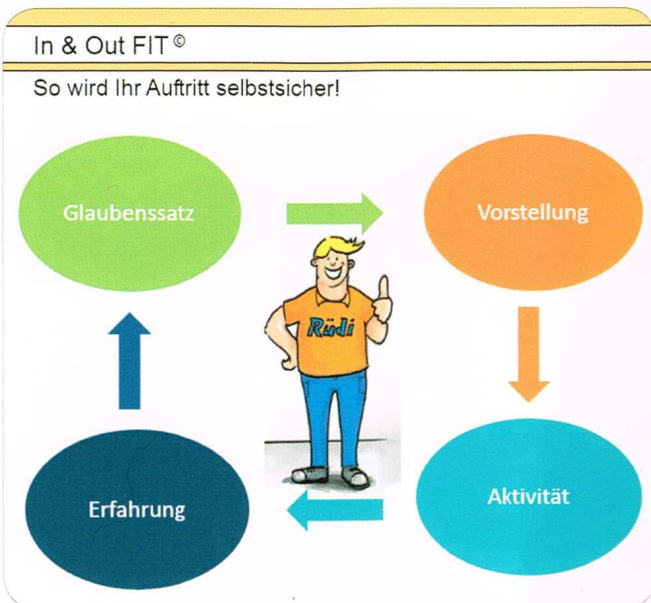 In & Out FIT ©
So wird Ihr Auftritt selbstsicher!
Glaubenssatz
Vorstellung
Rüdi
Erfahrung
Aktivität